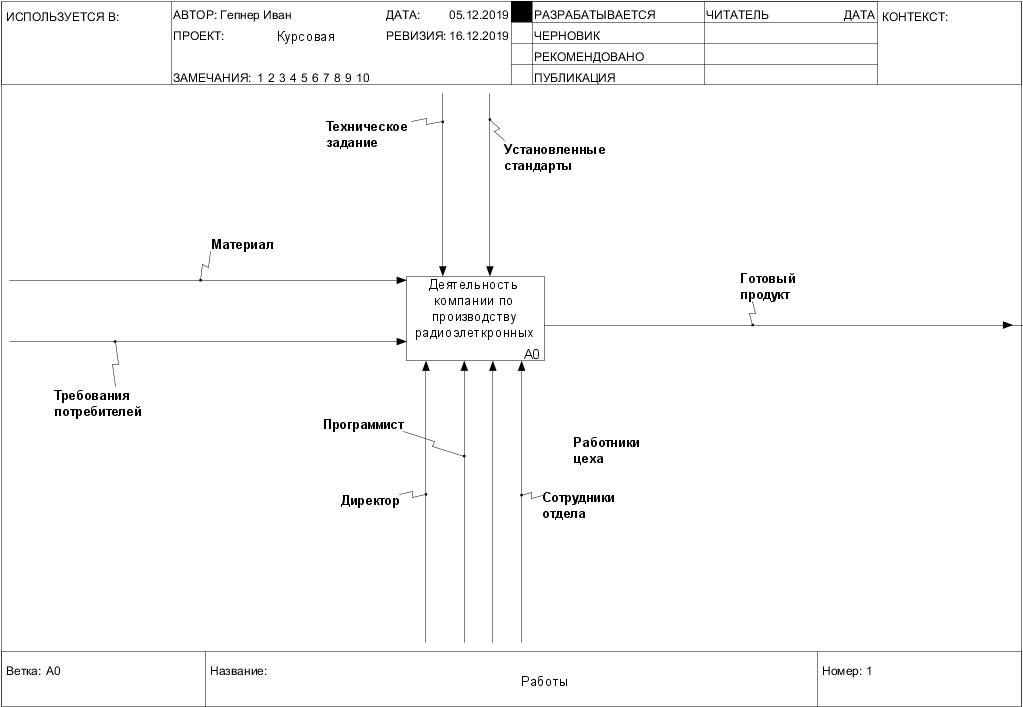 ИСПОЛЬЗУЕТСЯ В:
АВТОР: Гепнер Иван
ДАТА: 05.12.2019
РАЗРАБАТЫВАЕТСЯ
ЧИТАТЕЛЬ
ДАТА
КОНТЕКСТ:
ПРОЕКТ: Курсовая
РЕВИЗИЯ: 16.12.2019
ЧЕРНОВИК
РЕКОМЕНДОВАНО
ЗАМЕЧАНИЯ: 1 2 3 4 5 6 7 8 9 10
ПУБЛИКАЦИЯ
Техническое
задание
Установленные
стандарты
Материал
Готовый
продукт
Деятельность
компании по
производству
радиоэлеткронных
A0
Требования
потребителей
Программист
Работники
цеха
Директор
Сотрудники
отдела
Ветка: A0
Название:
Работы
Номер: 1